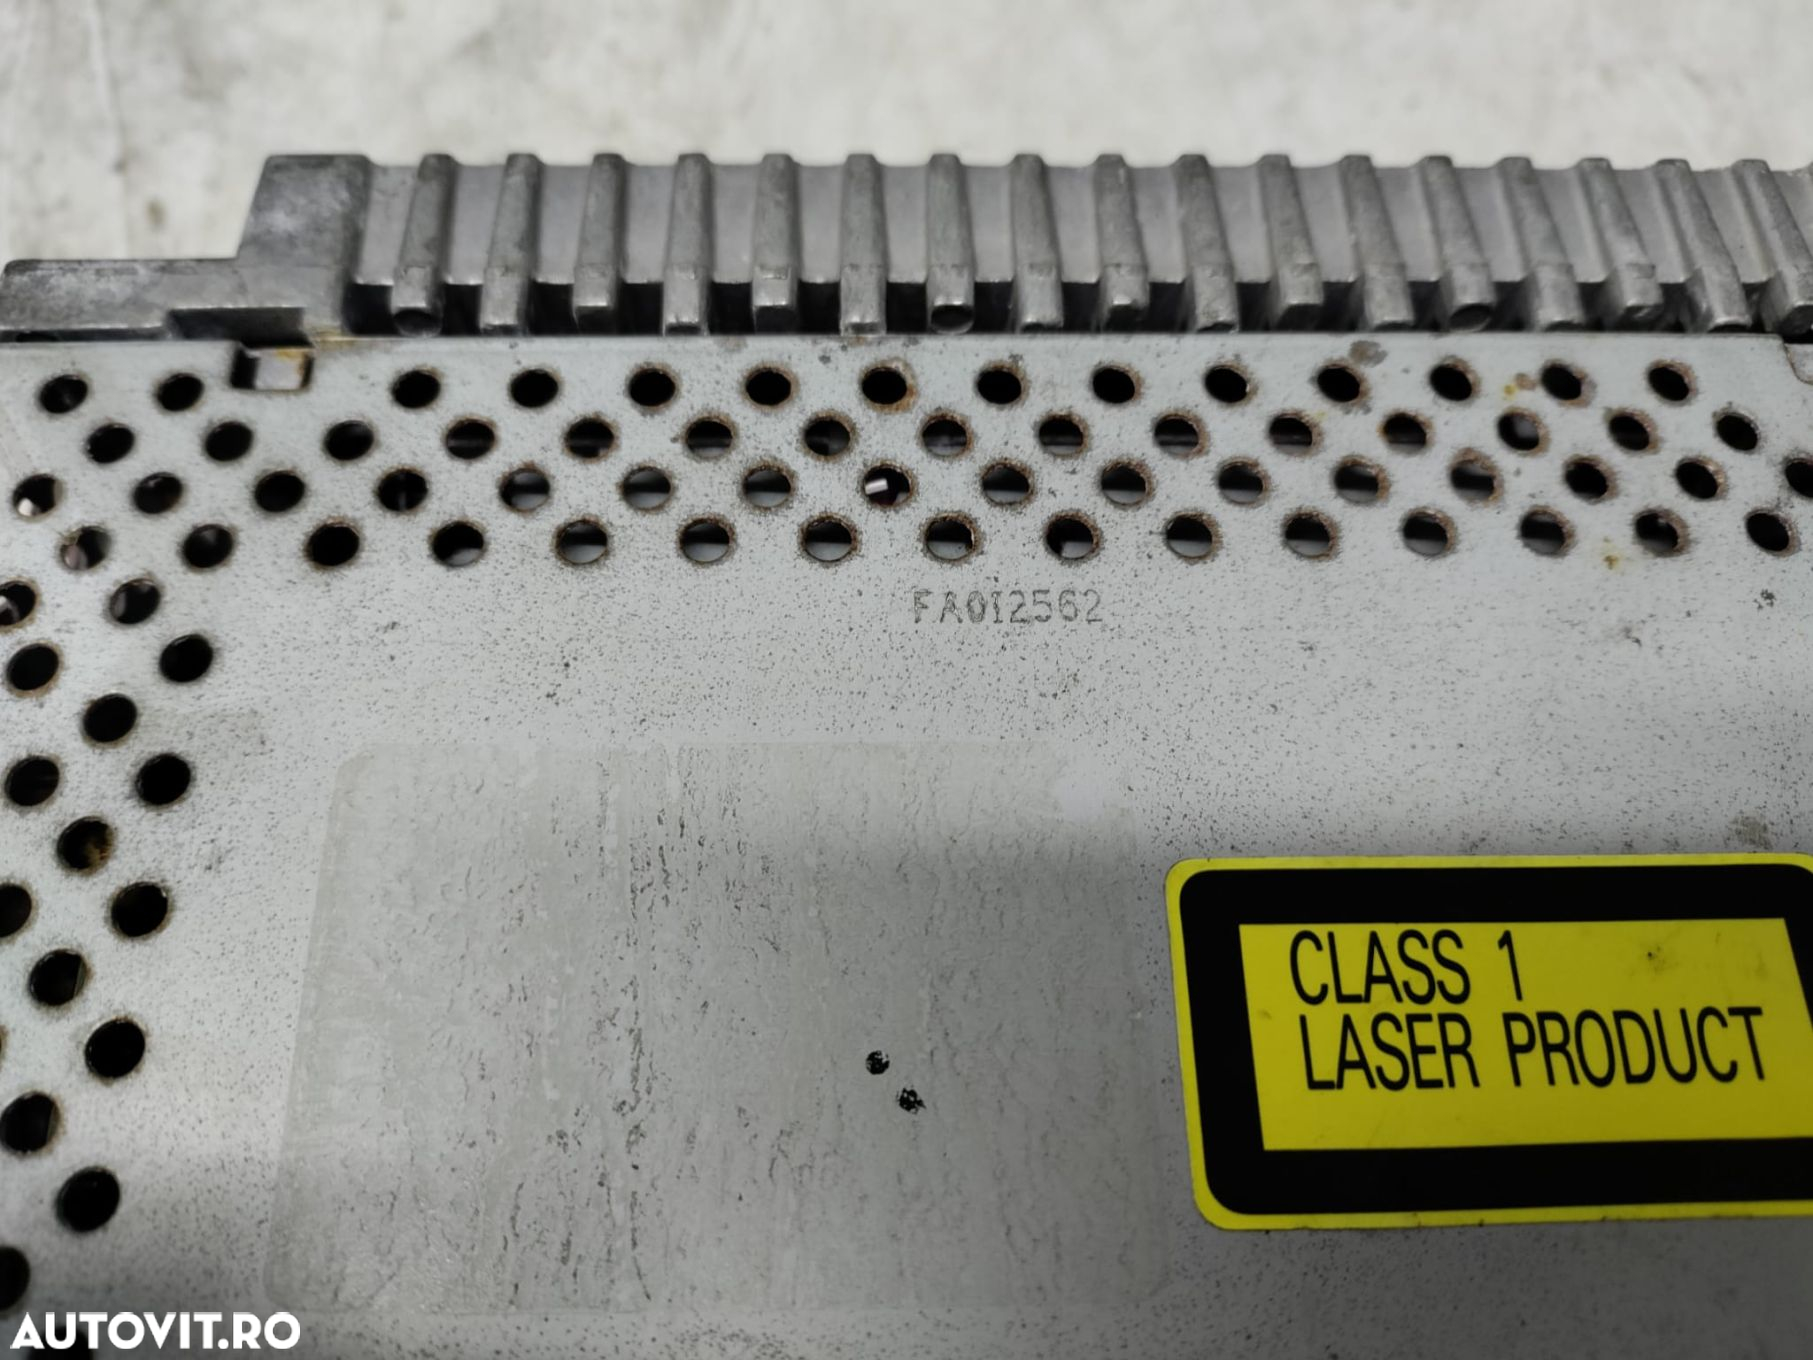 FA012562
CLASS 1
LASER PRODUCT
AUTOVIT.RO